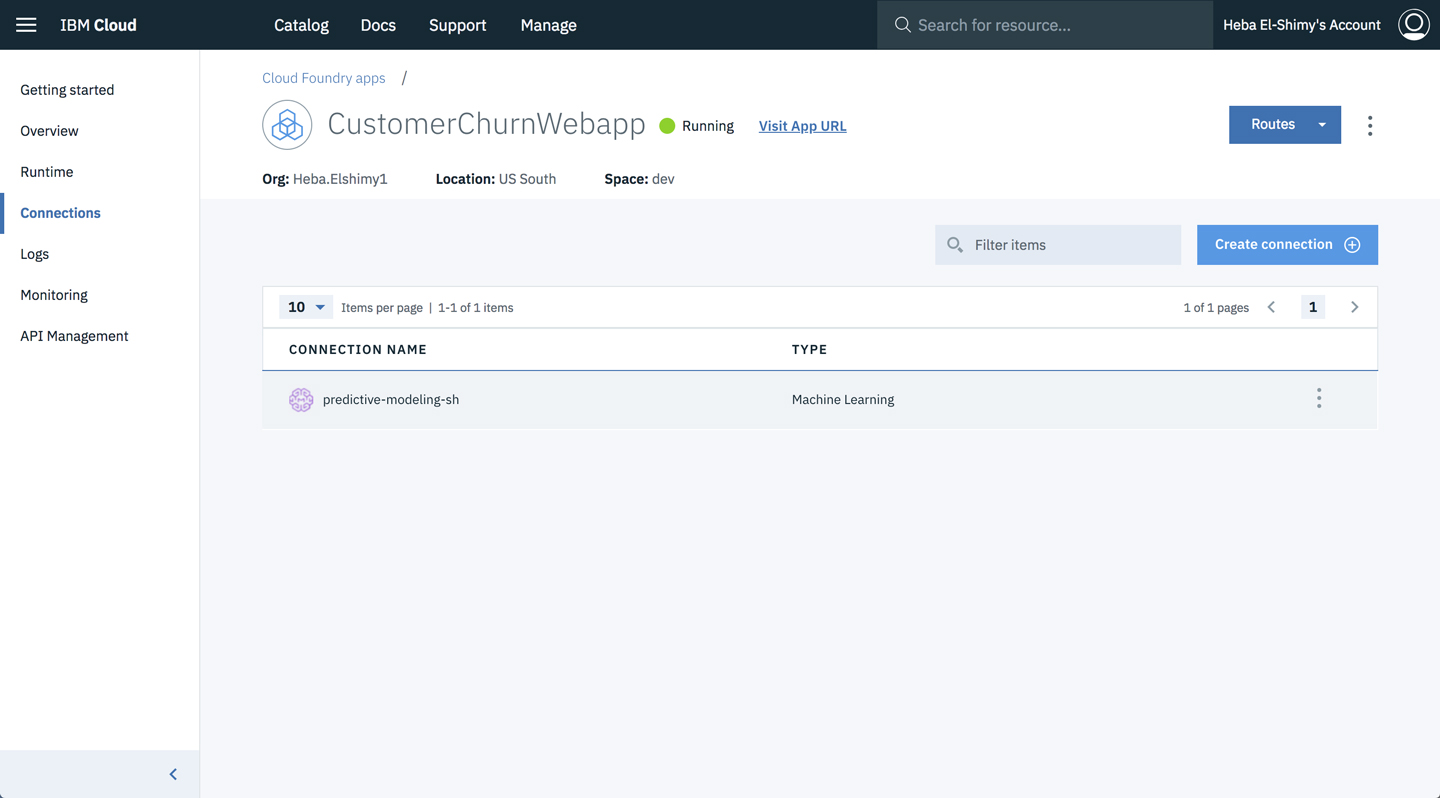 IBM Cloud
Catalog
Docs
Support
Manage
Search for resource...
Heba El-Shimy's Account
Getting started
Overview
Runtime
Connections
Logs
Monitoring
API Management
Cloud Foundry apps /
CustomerChurnWebapp
Running
Visit App URL
Routes
Org: Heba.Elshimy1
Location: US South
Space: dev
Filter items
Create connection
10 Items per page | 1-1 of 1 items
1 of 1 pages
1
CONNECTION NAME
TYPE
predictive-modeling-sh
Machine Learning